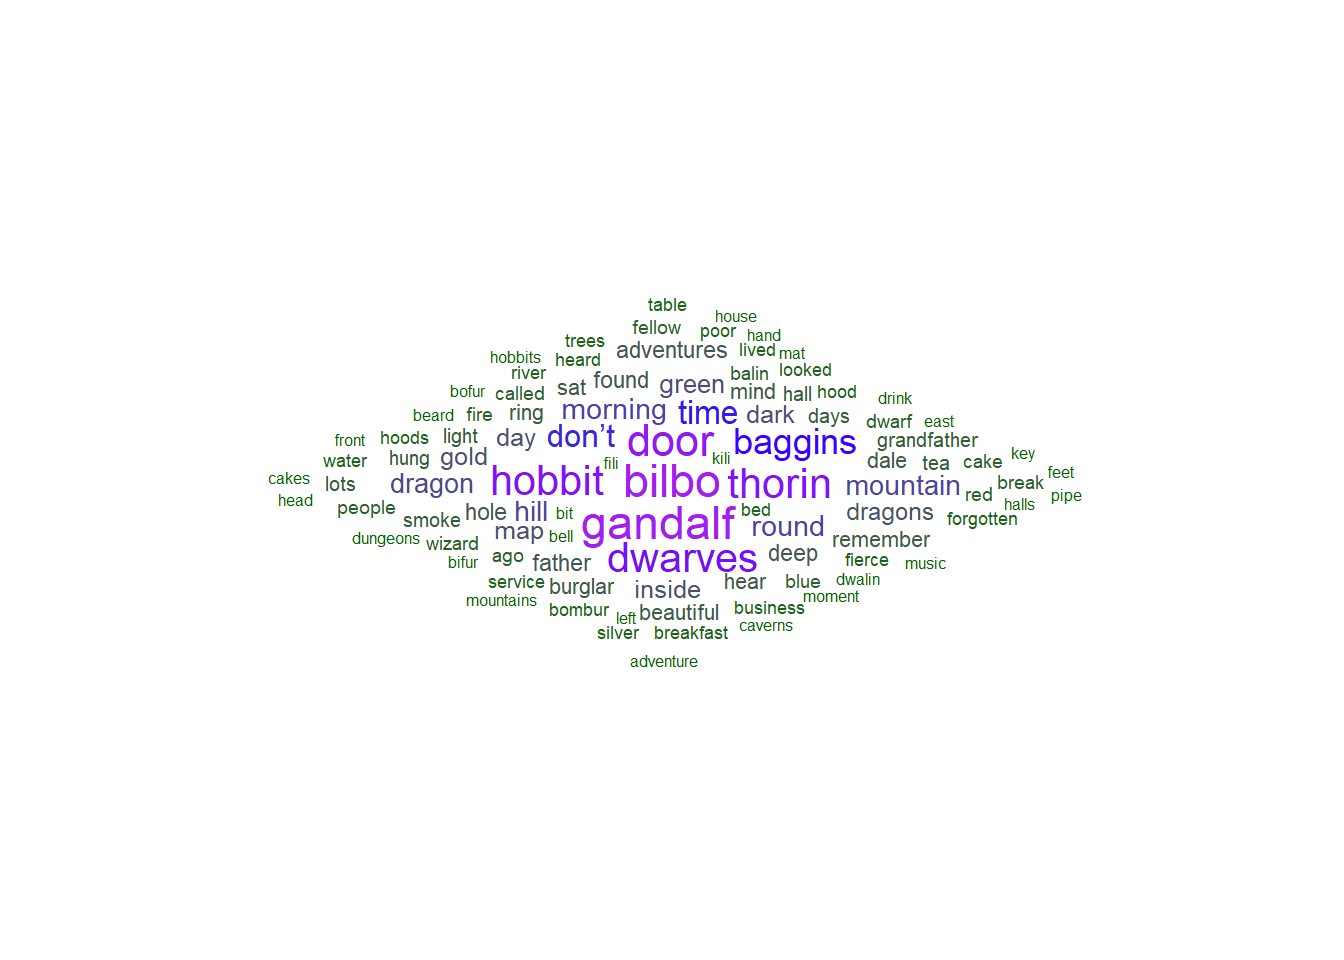 table
house
fellow poor hand
trees adventures lived mat
hobbits heard
river found green balin looked
bofur called sat mind hall hood drink
beard fire ring morning time dark days dwarf east
front hoods light day don’t door baggins grandfather
water hung gold fili kili dale tea cake key
cakes lots dragon hobbit bilbo thorin mountain red break feet
head people hole hill bit gandalf bed dragons halls pipe
smoke map round forgotten
dungeons wizard bell remember
bifur ago father dwarves deep fierce music
service burglar inside hear blue dwalin
mountains bombur beautiful business moment
left caverns
silver breakfast
adventure